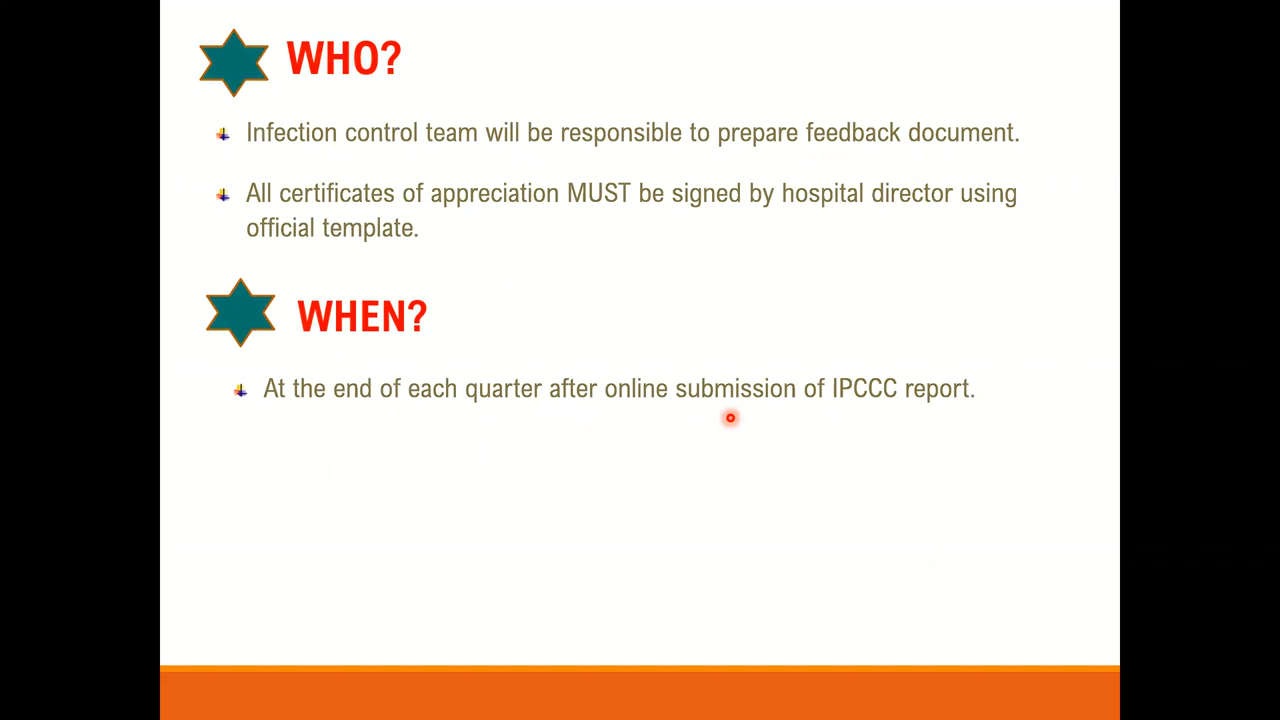 WHO?
Infection control team will be responsible to prepare feedback document.
All certificates of appreciation MUST be signed by hospital director using
official template.
WHEN?
At the end of each quarter after online submission of IPCCC report.